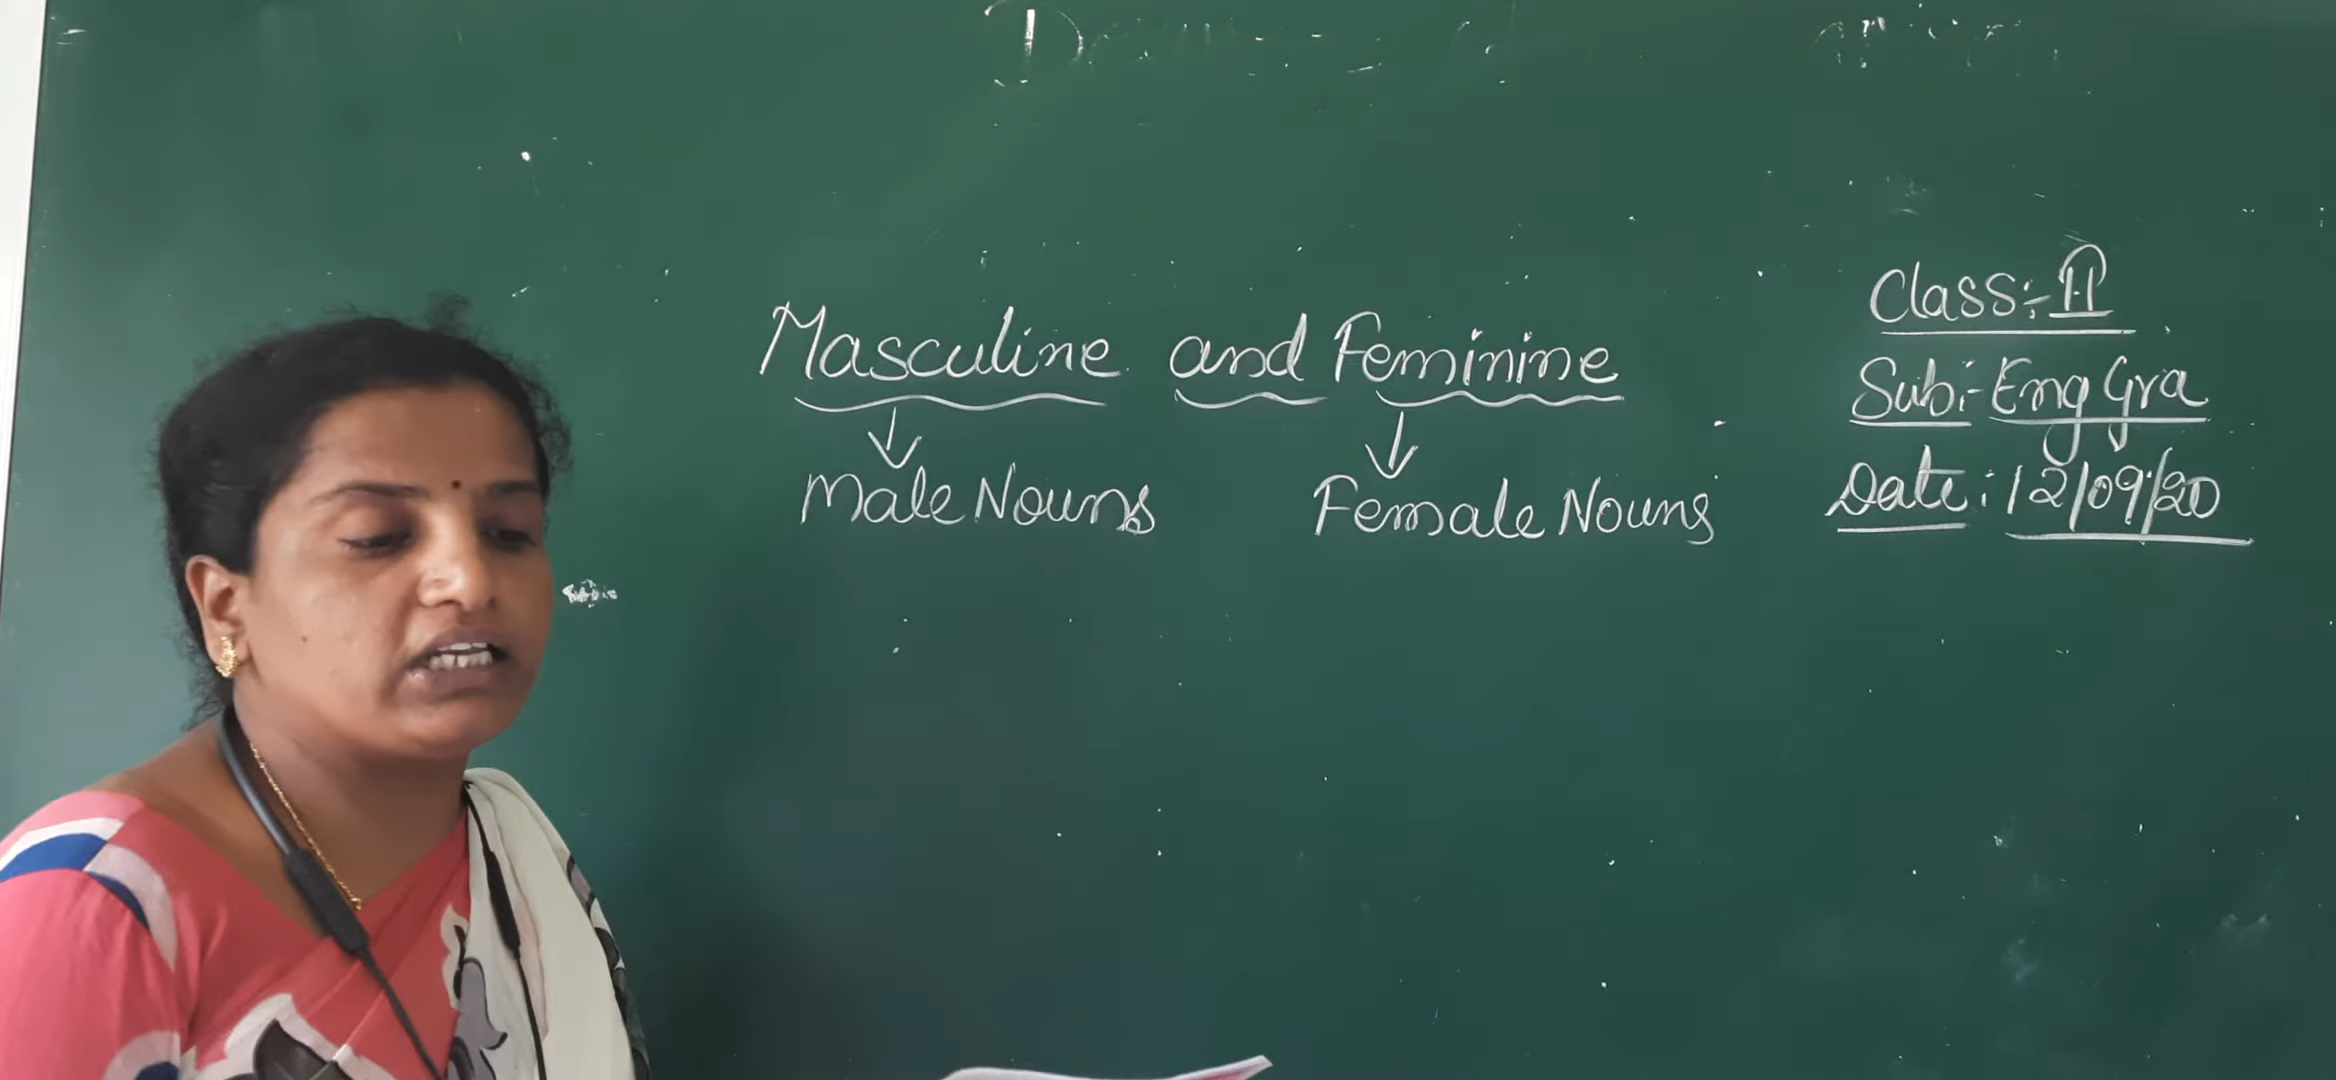 Masculine and Feminine
Male Nouns
Female Nouns
Class:- II
Sub:- Eng Gra
Date: 12/09/20